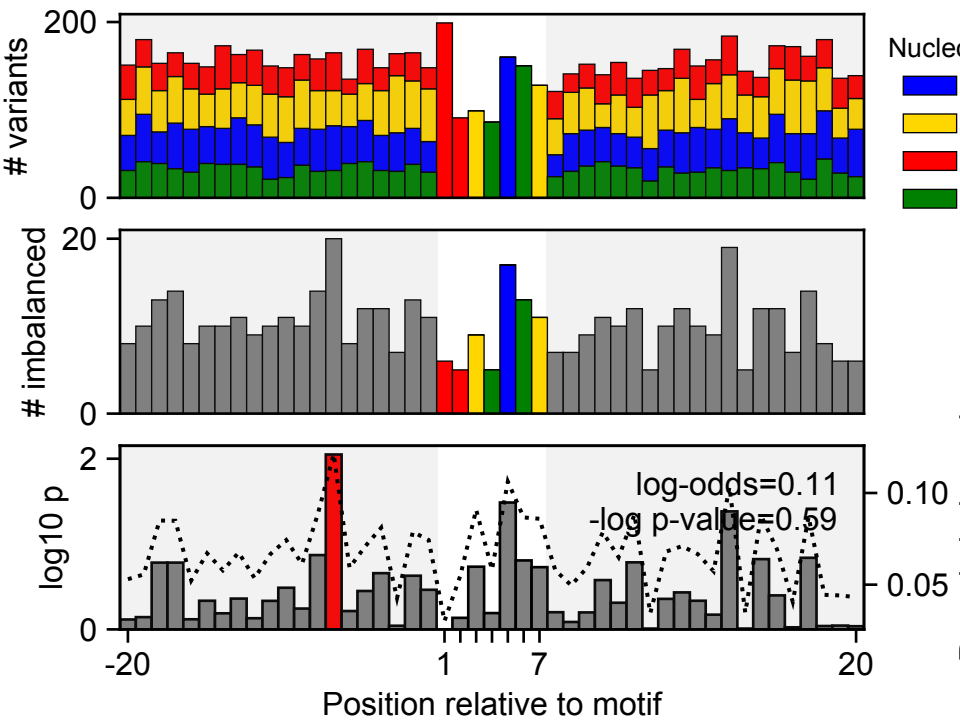 200
# variants
0
Nucleo
20
# imbalanced
0
2
log10 p
0
log-odds=0.11
-log p-value=0.59
0.10
0.05
-20
1
7
20
Position relative to motif